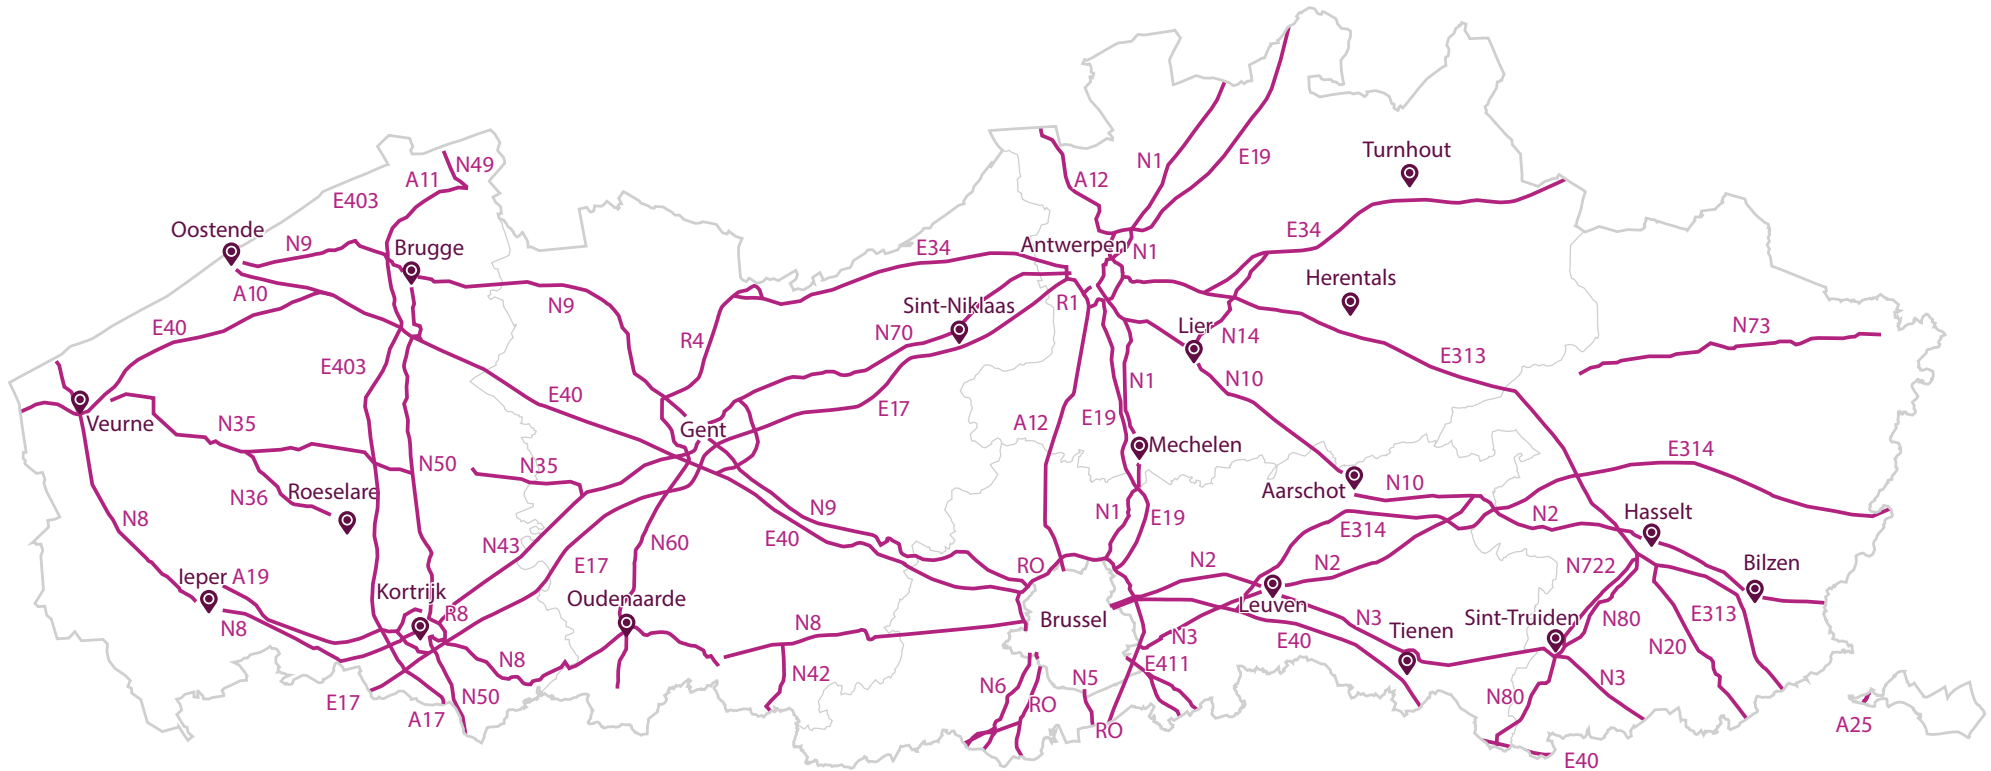 N49
A11
E403
Oostende
N9
Brugge
A10
E40
N9
E403
E40
R4
E34
Sint-Niklaas
N70
E17
A12
N1
E19
Antwerpen
N1
R1
Turnhout
E34
Herentals
Lier
N14
N10
E313
N73
Veurne
N35
N50
N35
Gent
A12
E19
N1
Mechelen
N36
Roeselare
N8
N9
E40
N43
N60
E17
N1
E19
Aarschot
N10
E314
E314
N2
Hasselt
Ieper
A19
N8
Kortrijk
R8
Oudenaarde
N8
N8
N42
RO
Brussel
N2
N2
Leuven
N3
N3
E40
Tienen
N722
Sint-Truiden
N80
Bilzen
E313
N20
E17
A17
N50
N6
RO
N5
RO
E411
N80
N3
E40
A25